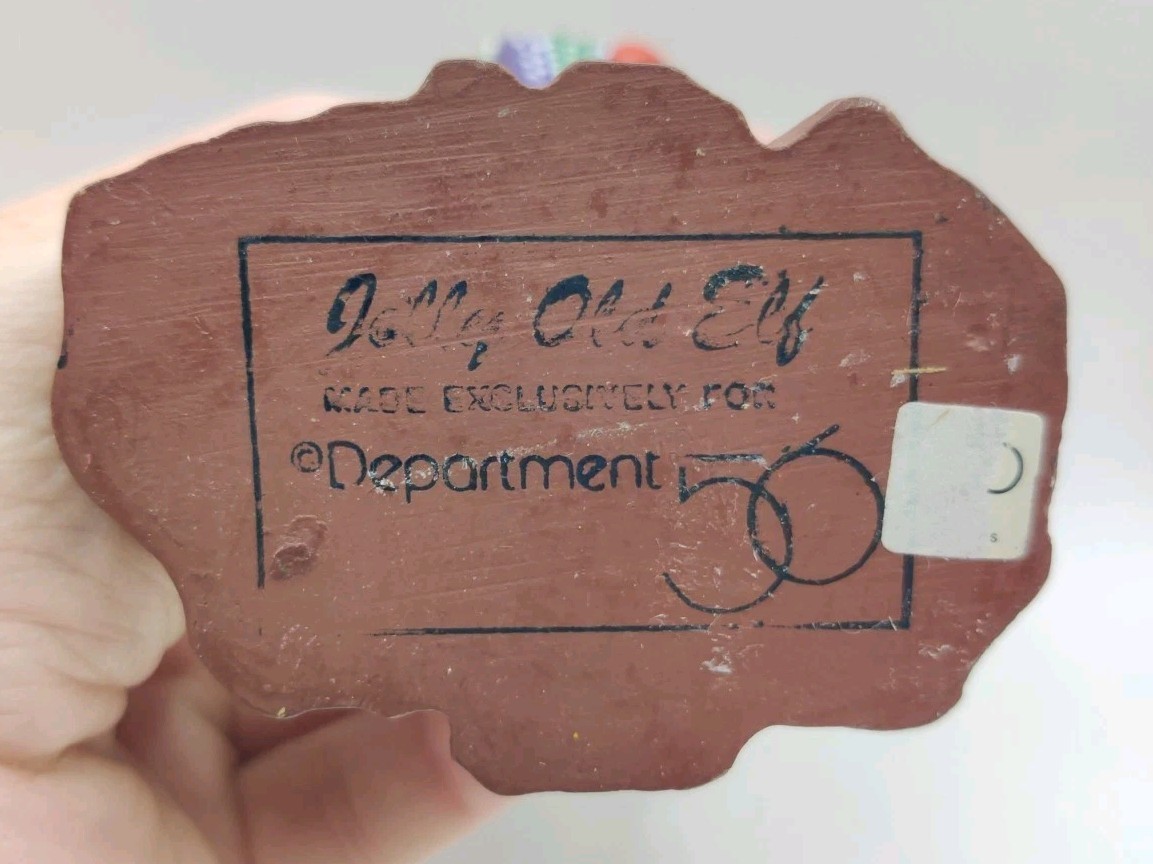 Jolly Old Elf
MADE EXCLUSIVELY FOR
©Department 56
s